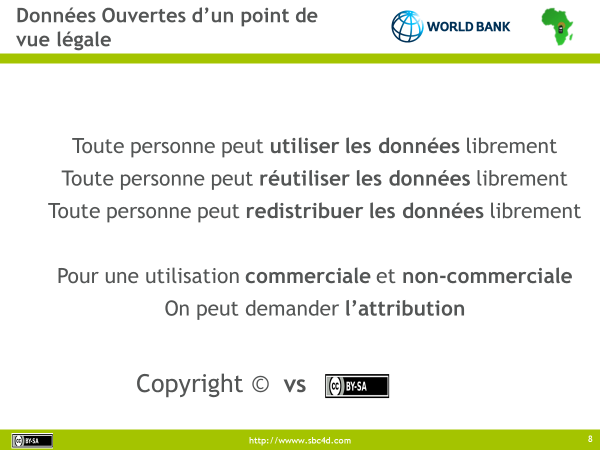 Données Ouvertes d’un point de
vue légale
WORLD BANK
Toute personne peut utiliser les données librement
Toute personne peut réutiliser les données librement
Toute personne peut redistribuer les données librement
Pour une utilisation commerciale et non-commerciale
On peut demander l’attribution
Copyright © vs cc BY-SA
cc BY-SA
http://wwww.sbc4d.com
8